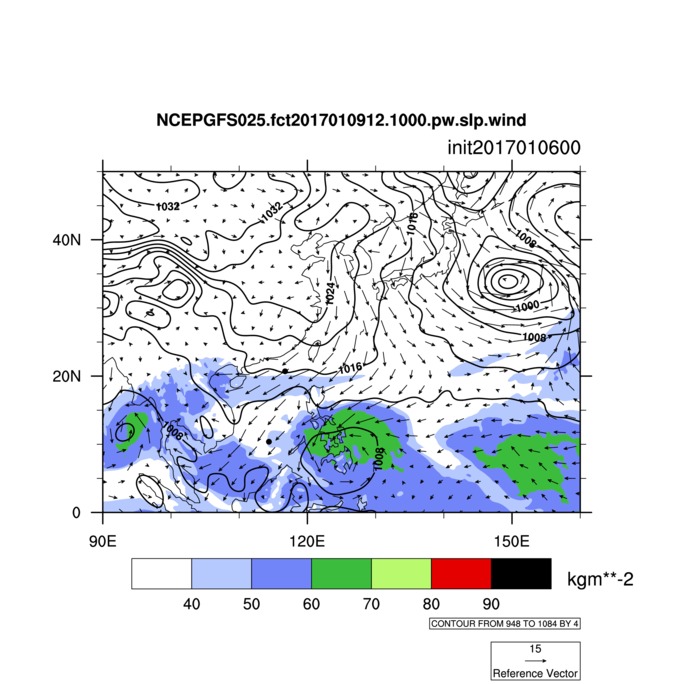 NCEPGFS025.fct2017010912.1000.pw.slp.wind
init2017010600
1032
1032
1016
1008
40N
1024
1000
1008
1016
20N
1008
1008
0
90E 120E 150E
kgm**-2
40 50 60 70 80 90
CONTOUR FROM 948 TO 1084 BY 4
15
Reference Vector